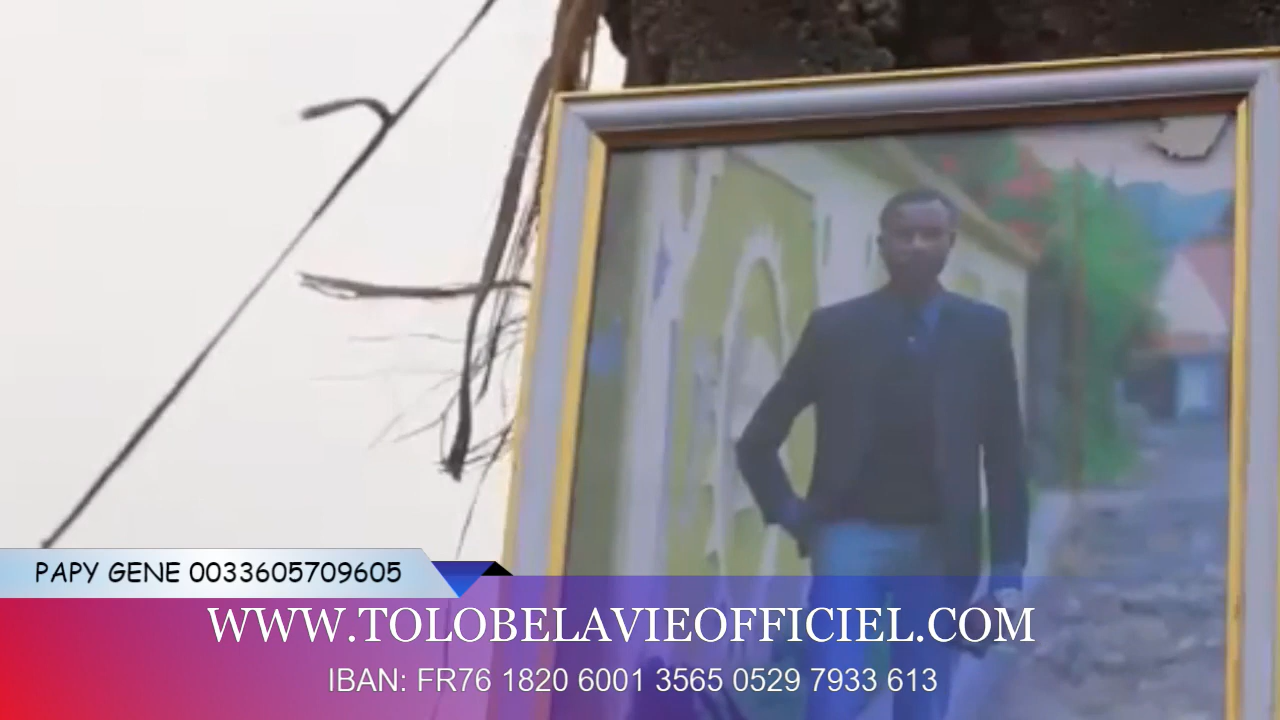 PAPY GENE 0033605709605
WWW.TOLOBELAVIEOFFICIEL.COM
IBAN: FR76 1820 6001 3565 0529 7933 613